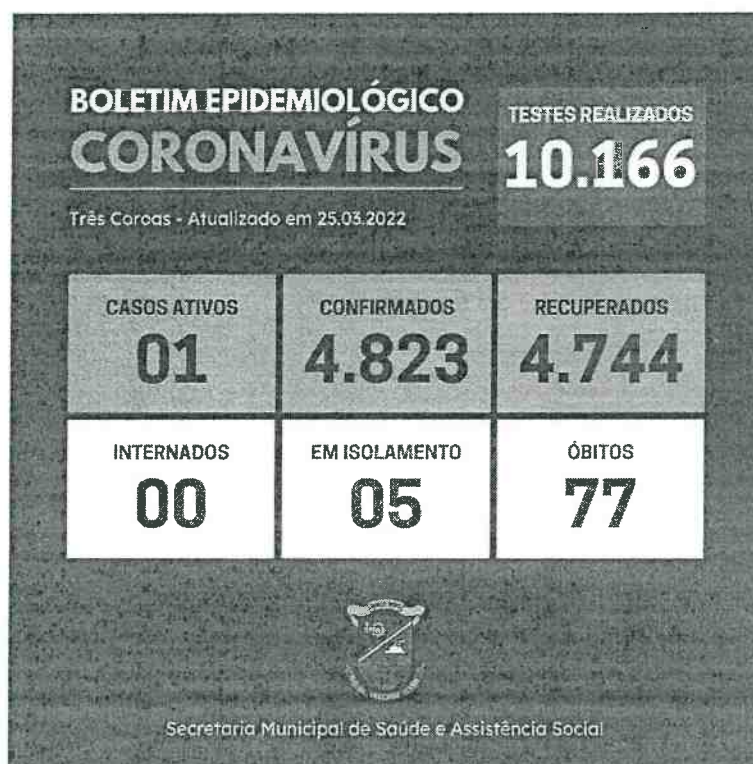 BOLETIM EPIDEMIOLÓGICO
CORONAVÍRUS
Três Coroas - Atualizado em 25.03.2022
TESTES REALIZADOS
10.166
CASOS ATIVOS
01
CONFIRMADOS
4.823
RECUPERADOS
4.744
INTERNADOS
00
EM ISOLAMENTO
05
ÓBITOS
77
Secretaria Municipal de Saúde e Assistência Social